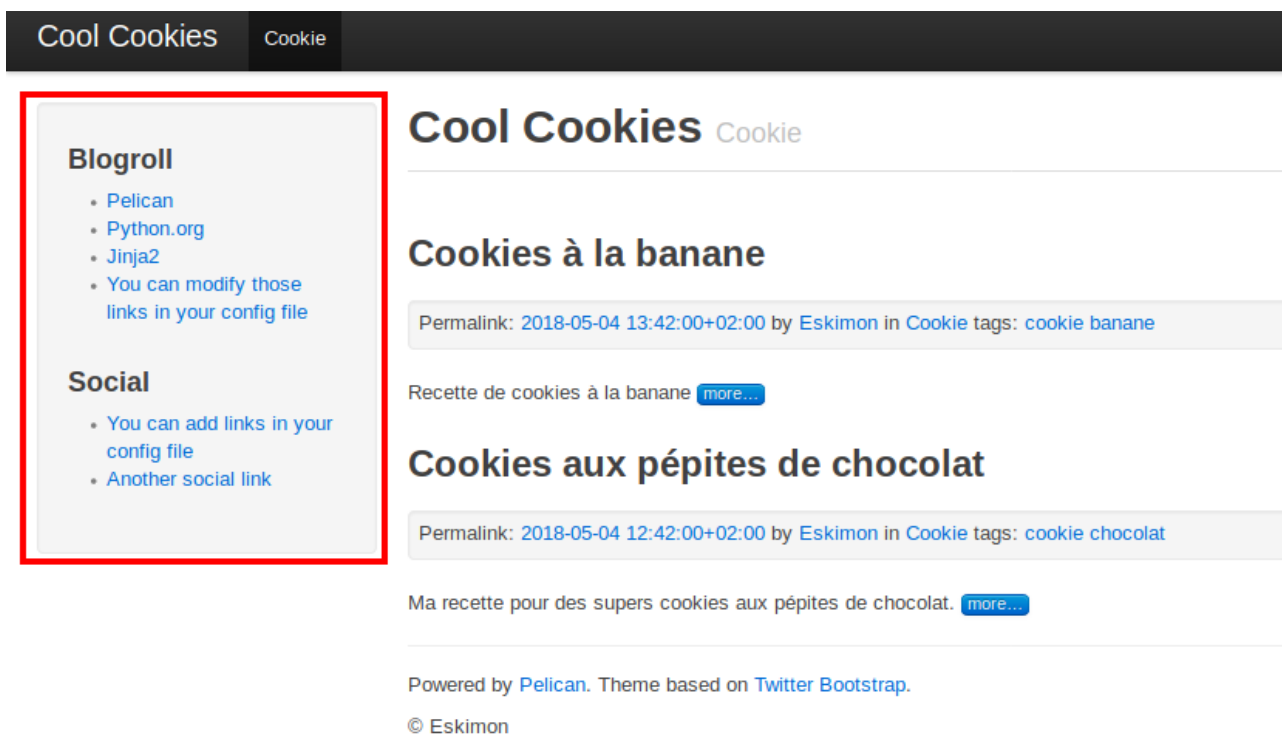 Cool Cookies Cookie
Blogroll
Pelican
Python.org
Jinja2
You can modify those
links in your config file
Social
You can add links in your
config file
Another social link
Cool Cookies Cookie
Cookies à la banane
Permalink: 2018-05-04 13:42:00+02:00 by Eskimon in Cookie tags: cookie banane
Recette de cookies à la banane more...
Cookies aux pépites de chocolat
Permalink: 2018-05-04 12:42:00+02:00 by Eskimon in Cookie tags: cookie chocolat
Ma recette pour des supers cookies aux pépites de chocolat. more...
Powered by Pelican. Theme based on Twitter Bootstrap.
© Eskimon